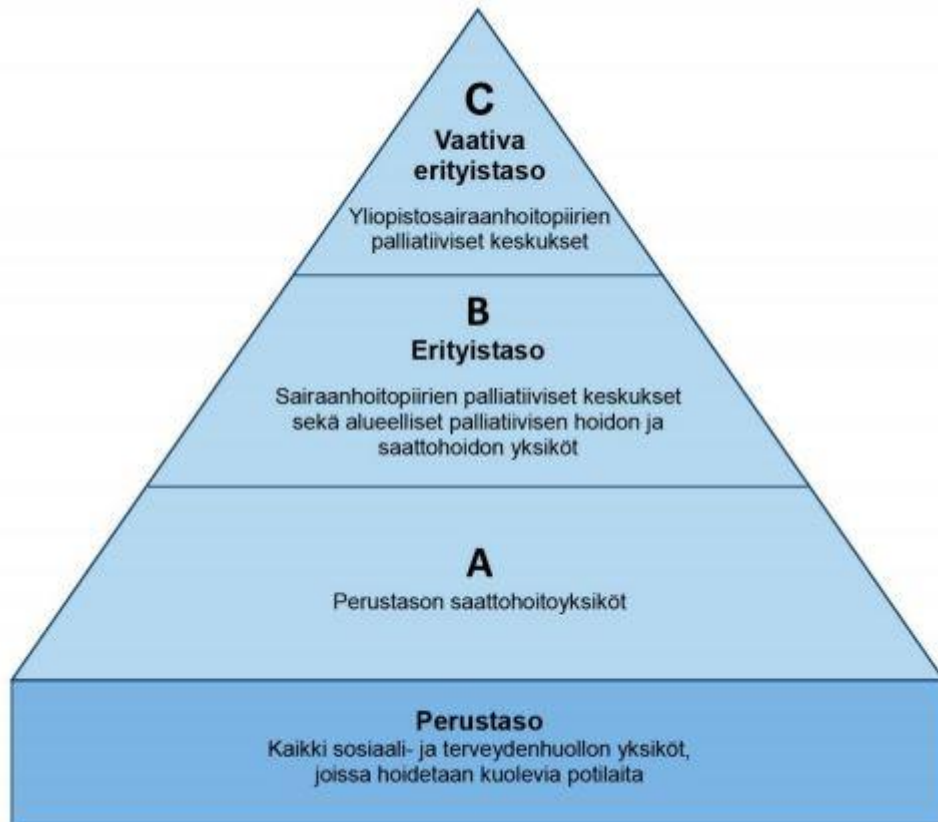 C
Vaativa
erityistaso
Yliopistosairaanhoitopiirien
palliatiiviset keskukset
B
Erityistaso
Sairaanhoitopiirien palliatiiviset keskukset
sekä alueelliset palliatiivisen hoidon ja
saattohoidon yksiköt
A
Perustason saattohoitoyksiköt
Perustaso
Kaikki sosiaali- ja terveydenhuollon yksiköt,
joissa hoidetaan kuolevia potilaita